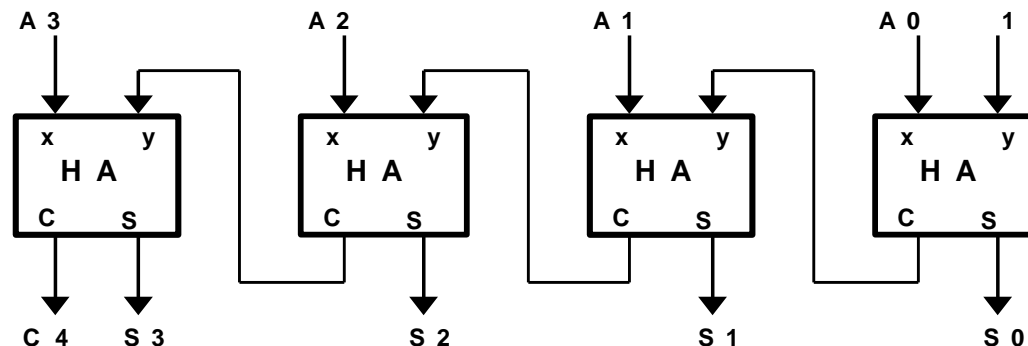 A 3 A 2 A 1 A 0 1
x y x y x y x y
H A H A H A H A
C S C S C S C S
C 4 S 3 S 2 S 1 S 0